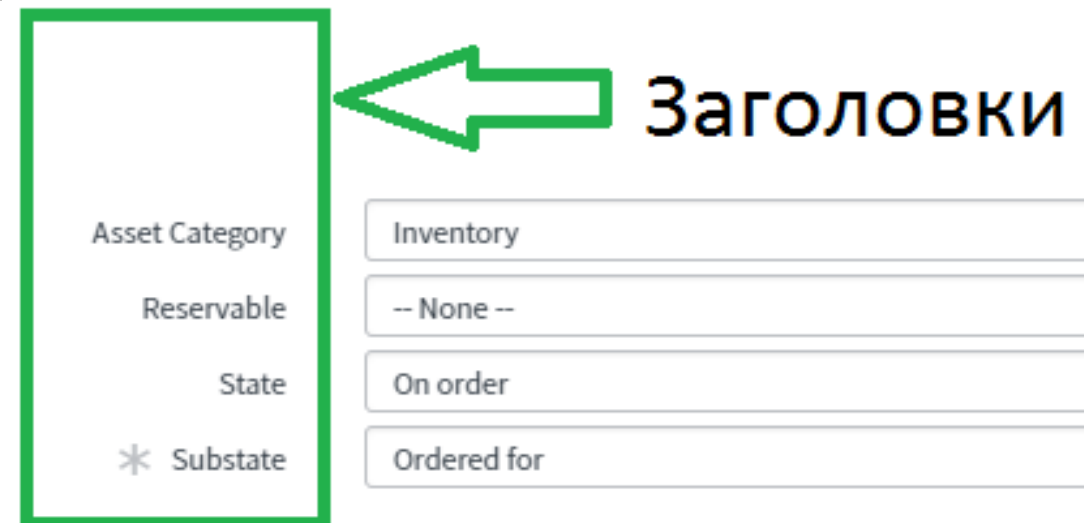 Заголовки
Asset Category Inventory
Reservable -- None --
State On order
* Substate Ordered for